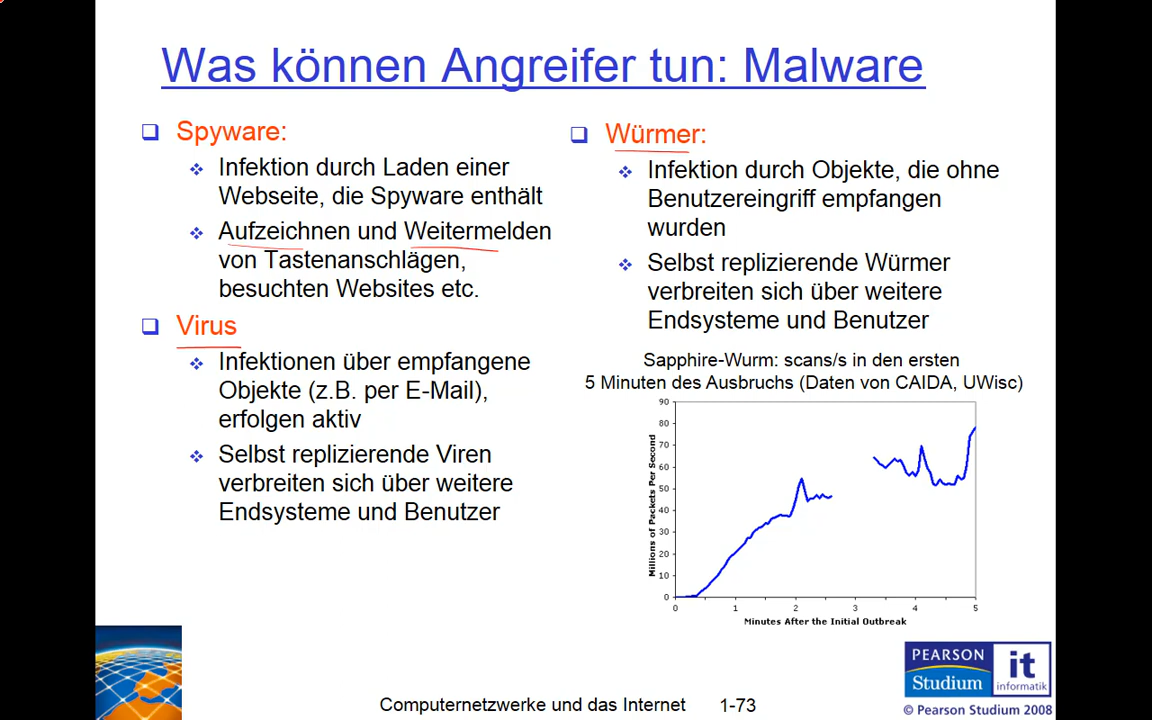 Was können Angreifer tun: Malware
❑ Spyware:
❖ Infektion durch Laden einer
Webseite, die Spyware enthält
❖ Aufzeichnen und Weitermelden
von Tastenanschlägen,
besuchten Websites etc.
❑ Virus
❖ Infektionen über empfangene
Objekte (z.B. per E-Mail),
erfolgen aktiv
❖ Selbst replizierende Viren
verbreiten sich über weitere
Endsysteme und Benutzer
❑ Würmer:
❖ Infektion durch Objekte, die ohne
Benutzereingriff empfangen
wurden
❖ Selbst replizierende Würmer
verbreiten sich über weitere
Endsysteme und Benutzer
Sapphire-Wurm: scans/s in den ersten
5 Minuten des Ausbruchs (Daten von CAIDA, UWisc)
Millions of Packets Per Second
90
80
70
60
50
40
30
20
10
0
0 1 2 3 4 5
Minutes After the Initial Outbreak
PEARSON
Studium
it
informatik
© Pearson Studium 2008
Computernetzwerke und das Internet 1-73